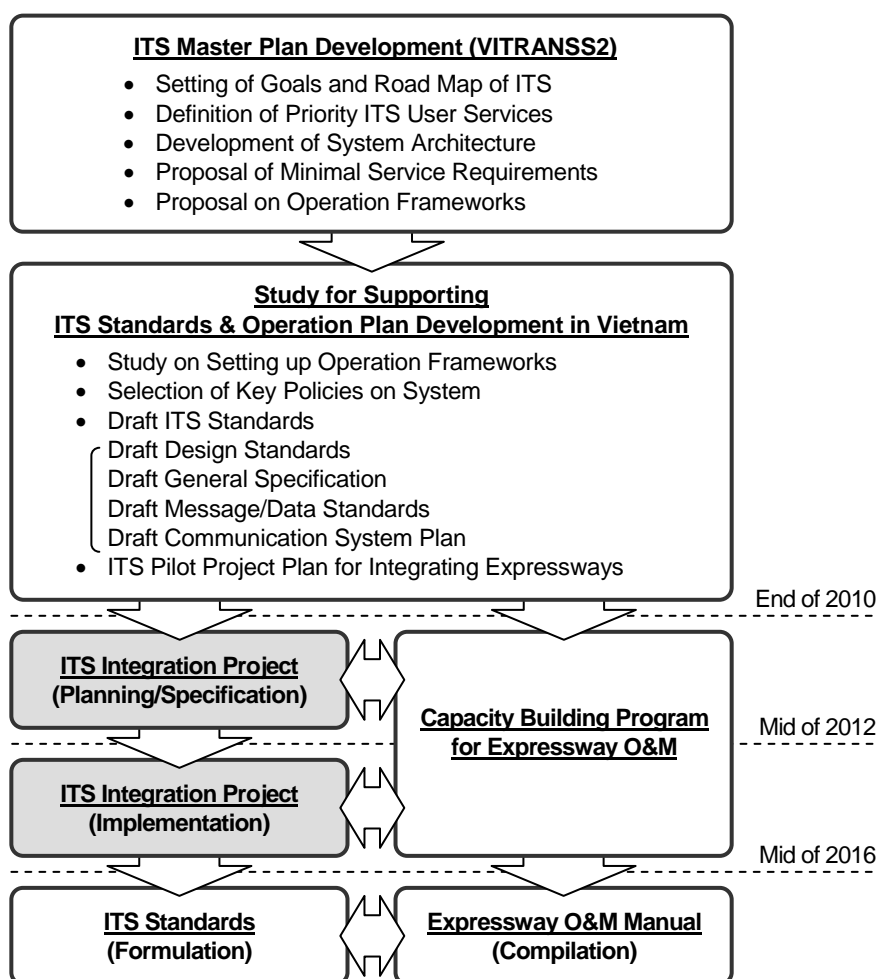 ITS Master Plan Development (VITRANSS2)
• Setting of Goals and Road Map of ITS
• Definition of Priority ITS User Services
• Development of System Architecture
• Proposal of Minimal Service Requirements
• Proposal on Operation Frameworks
Study for Supporting
ITS Standards & Operation Plan Development in Vietnam
• Study on Setting up Operation Frameworks
• Selection of Key Policies on System
• Draft ITS Standards
Draft Design Standards
Draft General Specification
Draft Message/Data Standards
Draft Communication System Plan
• ITS Pilot Project Plan for Integrating Expressways
End of 2010
ITS Integration Project
(Planning/Specification)
Capacity Building Program
for Expressway O&M
Mid of 2012
ITS Integration Project
(Implementation)
Mid of 2016
ITS Standards
(Formulation)
Expressway O&M Manual
(Compilation)